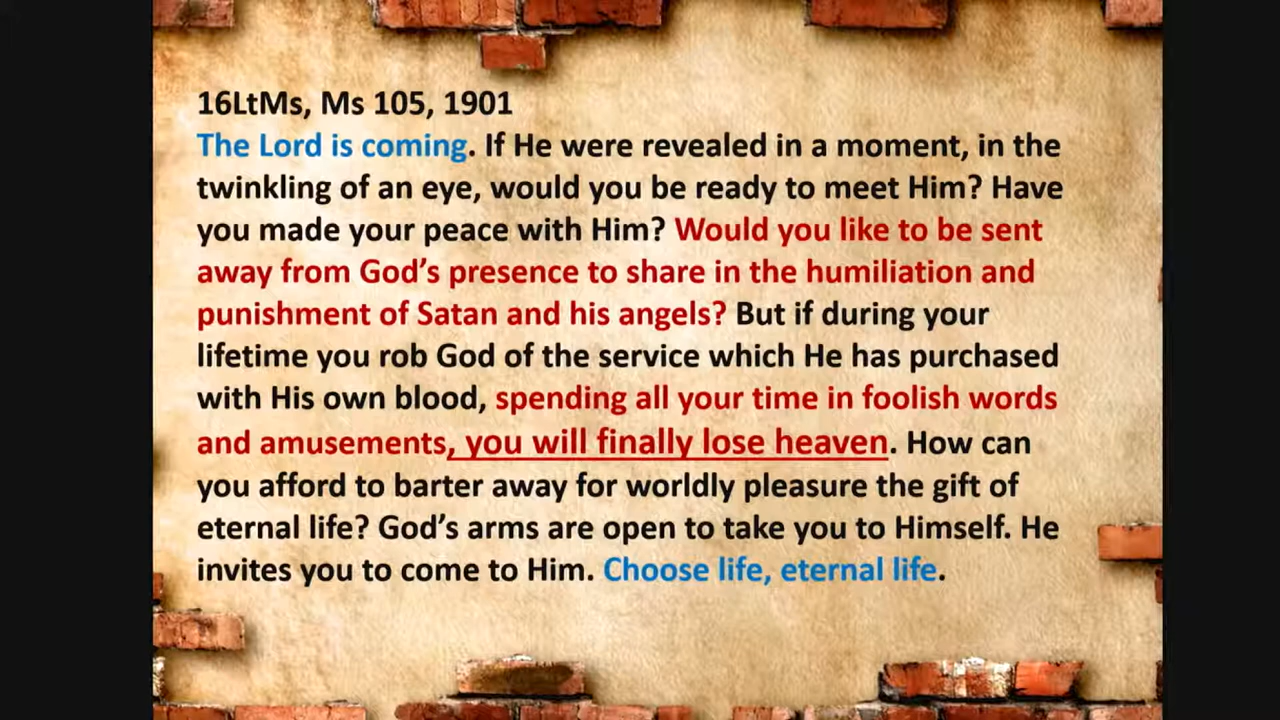 16LtMs, Ms 105, 1901
The Lord is coming. If He were revealed in a moment, in the
twinkling of an eye, would you be ready to meet Him? Have
you made your peace with Him? Would you like to be sent
away from God’s presence to share in the humiliation and
punishment of Satan and his angels? But if during your
lifetime you rob God of the service which He has purchased
with His own blood, spending all your time in foolish words
and amusements, you will finally lose heaven. How can
you afford to barter away for worldly pleasure the gift of
eternal life? God’s arms are open to take you to Himself. He
invites you to come to Him. Choose life, eternal life.